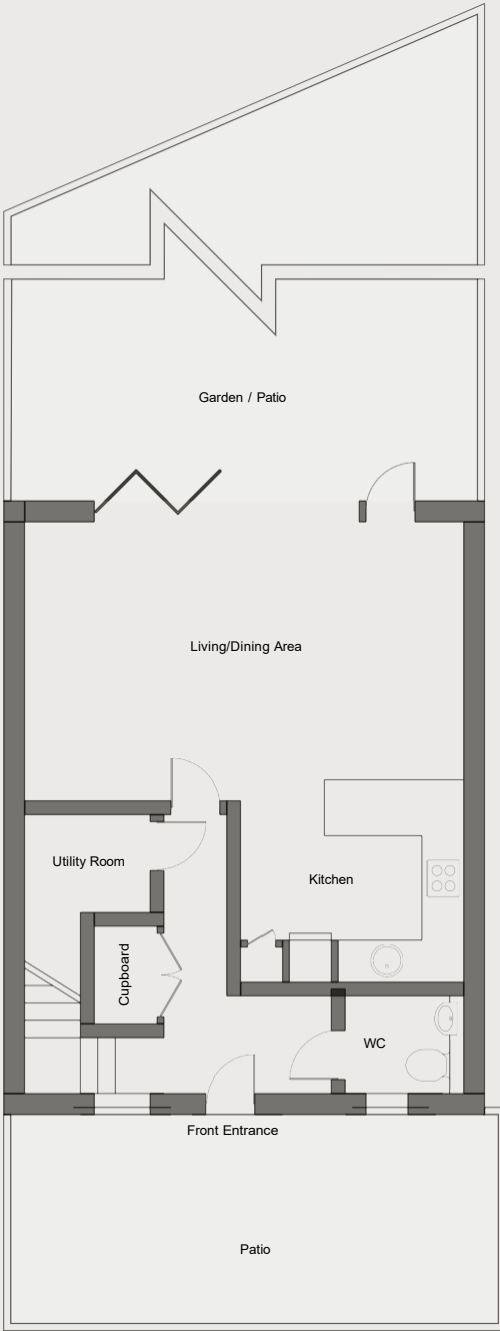 Garden / Patio
Living/Dining Area
Utility Room
Kitchen
Cupboard
WC
Front Entrance
Patio